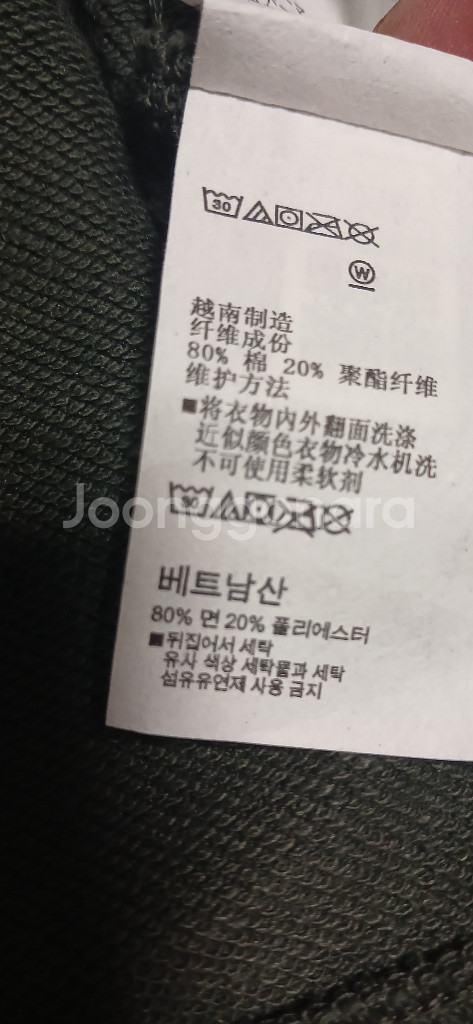 30
W
越南制造
纤维成份
80% 棉 20% 聚酯纤维
维护方法
■将衣物内外翻面洗涤
近似颜色衣物冷水机洗
不可使用柔软剂
30
Joonggonara
베트남산
80% 면 20% 폴리에스터
■뒤집어서 세탁
유사 색상 세탁물과 세탁
섬유유연제 사용 금지